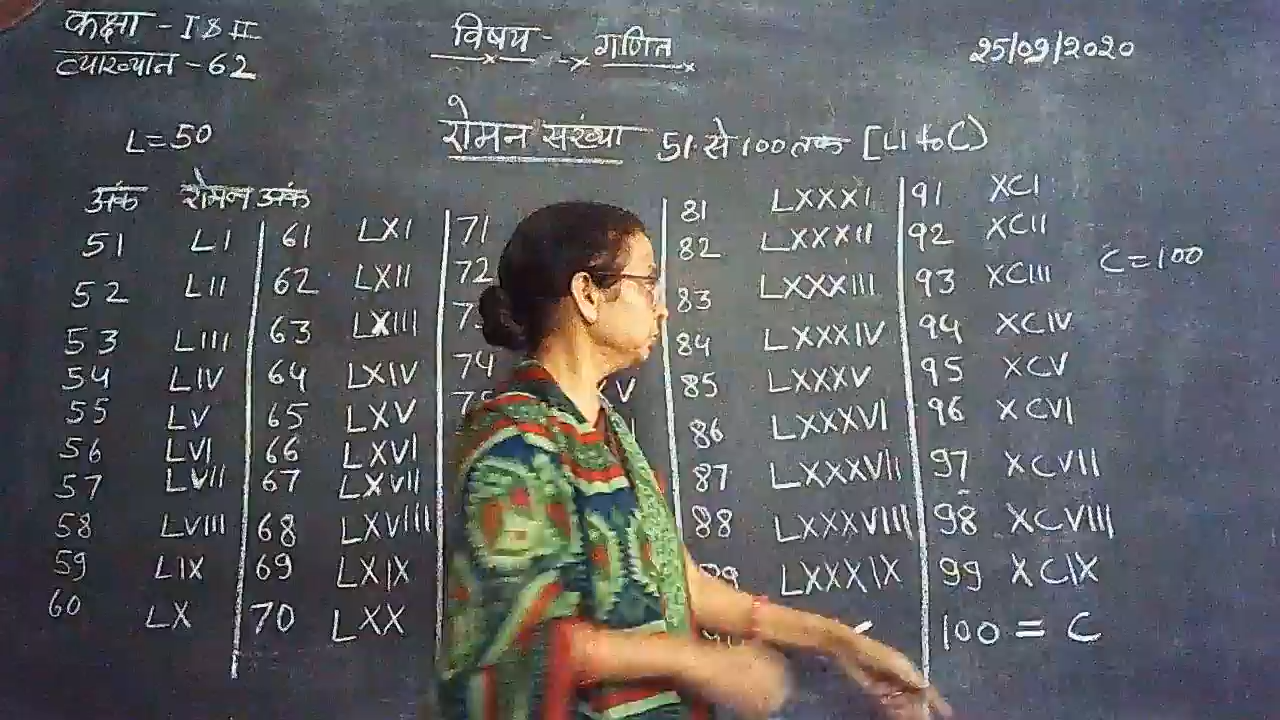 कक्षा - I & II
विषय - गणित
25/09/2020
व्याख्यान - 62
L = 50
रोमन संख्या 51 से 100 तक [LI to C)
अंक रोमन अंक
51 LI 61 LXI 71 81 LXXXI 91 XCI
52 LII 62 LXII 72 82 LXXXII 92 XCII
C = 100
53 LIII 63 LXIII 83 LXXXIII 93 XCIII
54 LIV 64 LXIV 74 84 LXXXIV 94 XCIV
55 LV 65 LXV V 85 LXXXV 95 XCV
56 LVI 66 LXVI 86 LXXXVI 96 XCVI
57 LVII 67 LXVII 87 LXXXVII 97 XCVII
58 LVIII 68 LXVIII 88 LXXXVIII 98 XCVIII
59 LIX 69 LXIX LXXXIX 99 XCIX
60 LX 70 LXX 100 = C